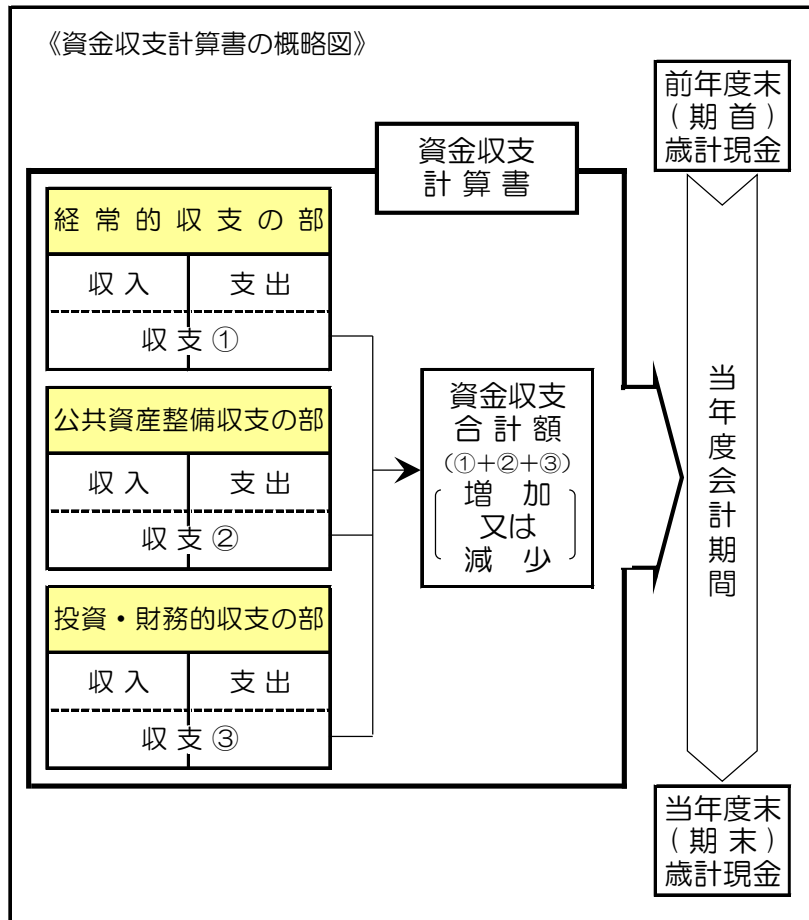 《資金収支計算書の概略図》
前年度末
(期首)
歳計現金
資金収支
計算書
経常的収支の部
収入 支出
収支①
公共資産整備収支の部
収入 支出
収支②
投資・財務的収支の部
収入 支出
収支③
資金収支
合計額
(①+②+③)
増加
又は
減少
当年度会計期間
当年度末
(期末)
歳計現金